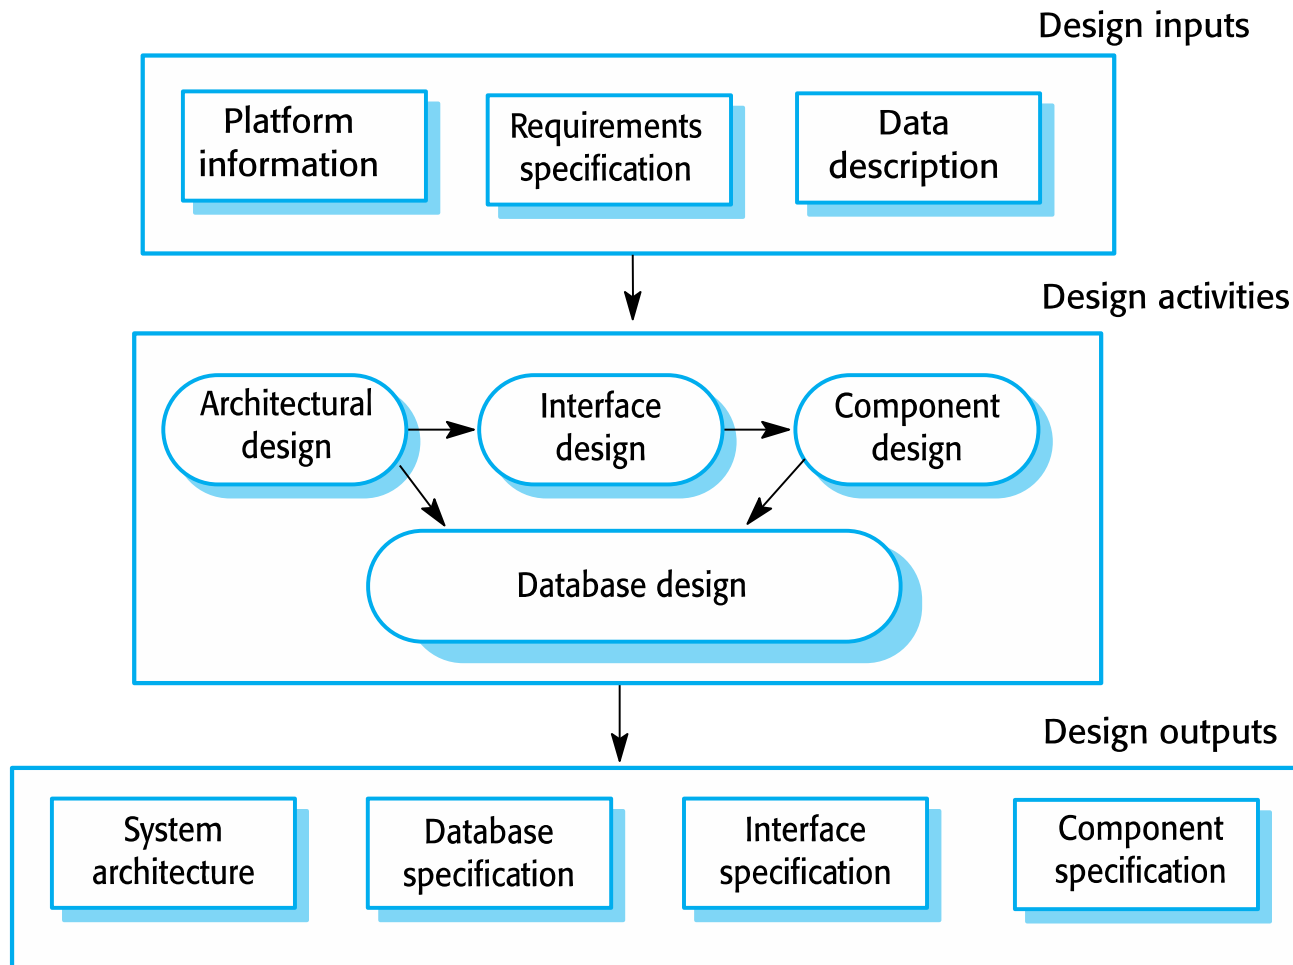 Design inputs
Platform
information
Requirements
specification
Data
description
Design activities
Architectural
design
Interface
design
Component
design
Database design
Design outputs
System
architecture
Database
specification
Interface
specification
Component
specification